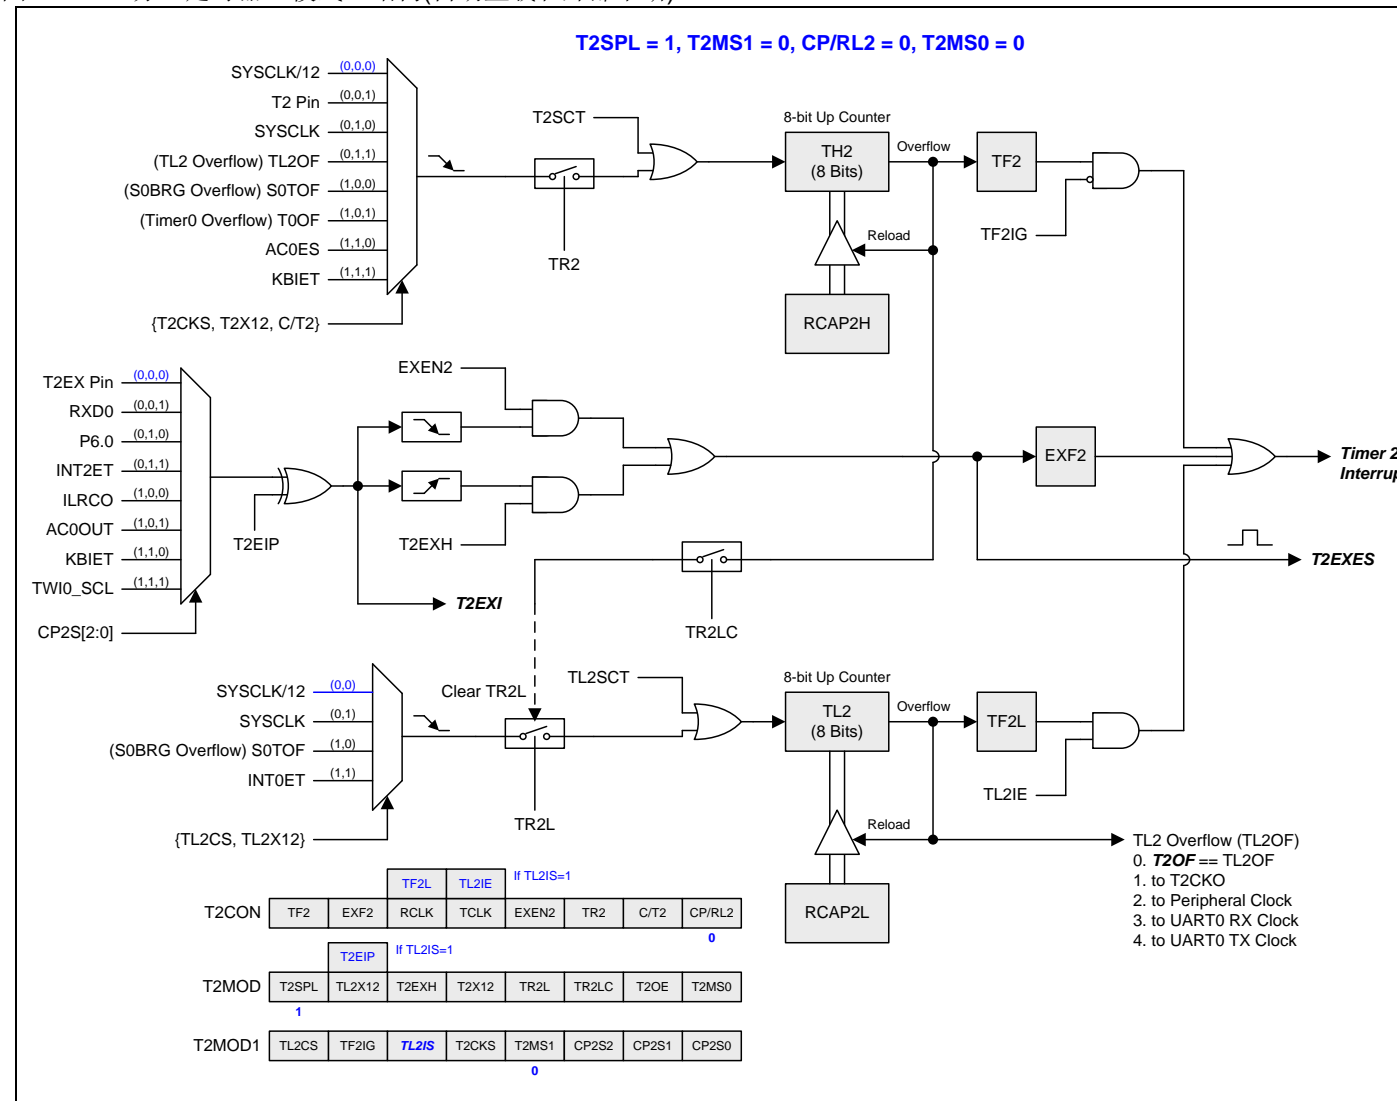 T2SPL = 1, T2MS1 = 0, CP/RL2 = 0, T2MS0 = 0
SYSCLK/12 (0,0,0)
T2 Pin (0,0,1)
SYSCLK (0,1,0)
(TL2 Overflow) TL2OF (0,1,1)
(S0BRG Overflow) S0TOF (1,0,0)
(Timer0 Overflow) T0OF (1,0,1)
AC0ES (1,1,0)
KBIET (1,1,1)
{T2CKS, T2X12, C/T2}
TR2
T2SCT
8-bit Up Counter
TH2
(8 Bits)
Overflow
Reload
RCAP2H
TF2
TF2IG
T2EX Pin (0,0,0)
RXD0 (0,0,1)
P6.0 (0,1,0)
INT2ET (0,1,1)
ILRCO (1,0,0)
AC0OUT (1,0,1)
KBIET (1,1,0)
TWI0_SCL (1,1,1)
CP2S[2:0]
T2EIP
EXEN2
T2EXH
T2EXI
EXF2
Timer 2
T2EXES
TR2LC
SYSCLK/12 (0,0)
SYSCLK (0,1)
(S0BRG Overflow) S0TOF (1,0)
INT0ET (1,1)
{TL2CS, TL2X12}
Clear TR2L
TR2L
TL2SCT
8-bit Up Counter
TL2
(8 Bits)
Overflow
Reload
RCAP2L
TF2L
TL2IE
TL2 Overflow (TL2OF)
0. T2OF == TL2OF
1. to T2CKO
2. to Peripheral Clock
3. to UART0 RX Clock
4. to UART0 TX Clock
TF2L TL2IE If TL2IS=1
T2CON TF2 EXF2 RCLK TCLK EXEN2 TR2 C/T2 CP/RL2
0
T2EIP If TL2IS=1
T2MOD T2SPL TL2X12 T2EXH T2X12 TR2L TR2LC T2OE T2MS0
1
T2MOD1 TL2CS TF2IG TL2IS T2CKS T2MS1 CP2S2 CP2S1 CP2S0
0